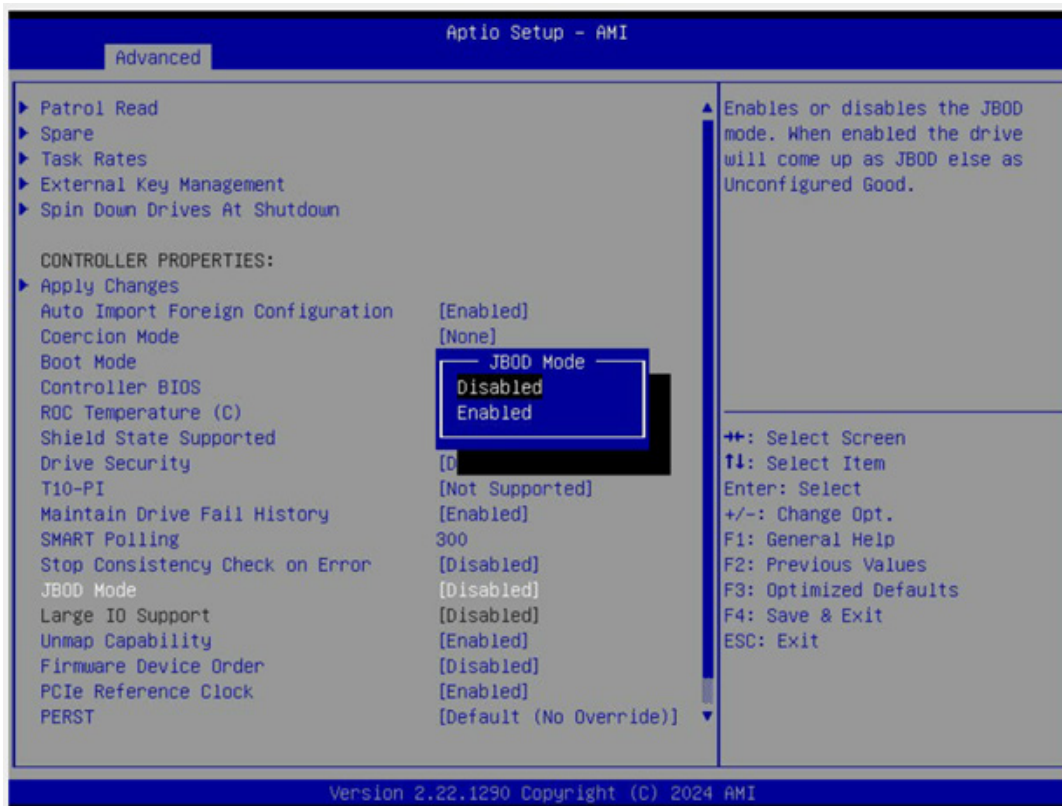 Aptio Setup – AMI
Advanced
Patrol Read
Spare
Task Rates
External Key Management
Spin Down Drives At Shutdown
CONTROLLER PROPERTIES:
Apply Changes
Auto Import Foreign Configuration [Enabled]
Coercion Mode [None]
Boot Mode
Controller BIOS
ROC Temperature (C)
Shield State Supported
Drive Security [D
T10-PI [Not Supported]
Maintain Drive Fail History [Enabled]
SMART Polling 300
Stop Consistency Check on Error [Disabled]
JBOD Mode [Disabled]
Large IO Support [Disabled]
Unmap Capability [Enabled]
Firmware Device Order [Disabled]
PCIe Reference Clock [Enabled]
PERST [Default (No Override)]
JBOD Mode
Disabled
Enabled
Enables or disables the JBOD
mode. When enabled the drive
will come up as JBOD else as
Unconfigured Good.
→←: Select Screen
↑↓: Select Item
Enter: Select
+/-: Change Opt.
F1: General Help
F2: Previous Values
F3: Optimized Defaults
F4: Save & Exit
ESC: Exit
Version 2.22.1290 Copyright (C) 2024 AMI